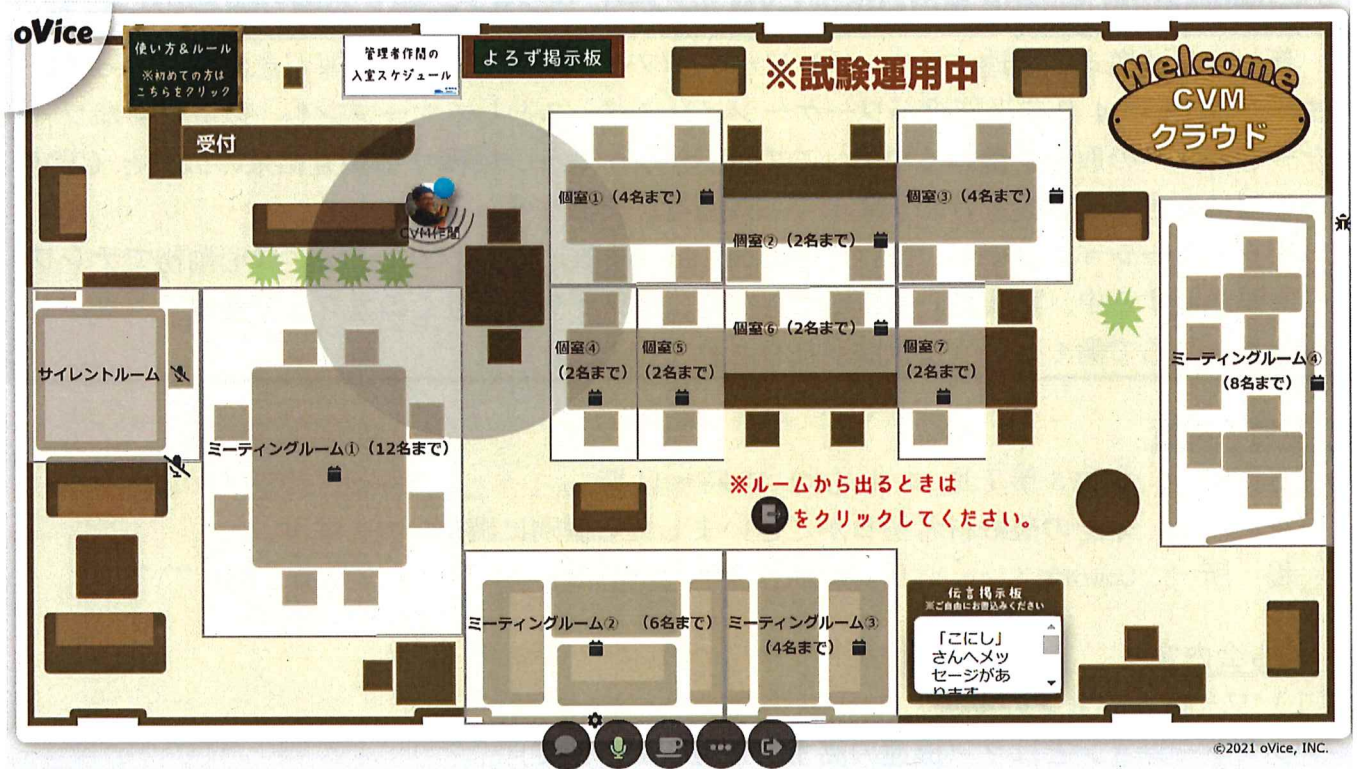 oVice
使い方&ルール
※初めての方は
こちらをクリック
管理者作間の
入室スケジュール
よろず掲示板
※試験運用中
Welcome
CVM
クラウド
受付
CVM作間
個室①（4名まで）
個室②（2名まで）
個室③（4名まで）
個室④
（2名まで）
個室⑤
（2名まで）
個室⑥（2名まで）
個室⑦
（2名まで）
サイレントルーム
ミーティングルーム①（12名まで）
ミーティングルーム④
（8名まで）
※ルームから出るときは
をクリックしてください。
ミーティングルーム②　（6名まで）
ミーティングルーム③
（4名まで）
伝言掲示板
※ご自由にお書込みください
「こにし」
さんへメッ
セージがあ
ります
©2021 oVice, INC.